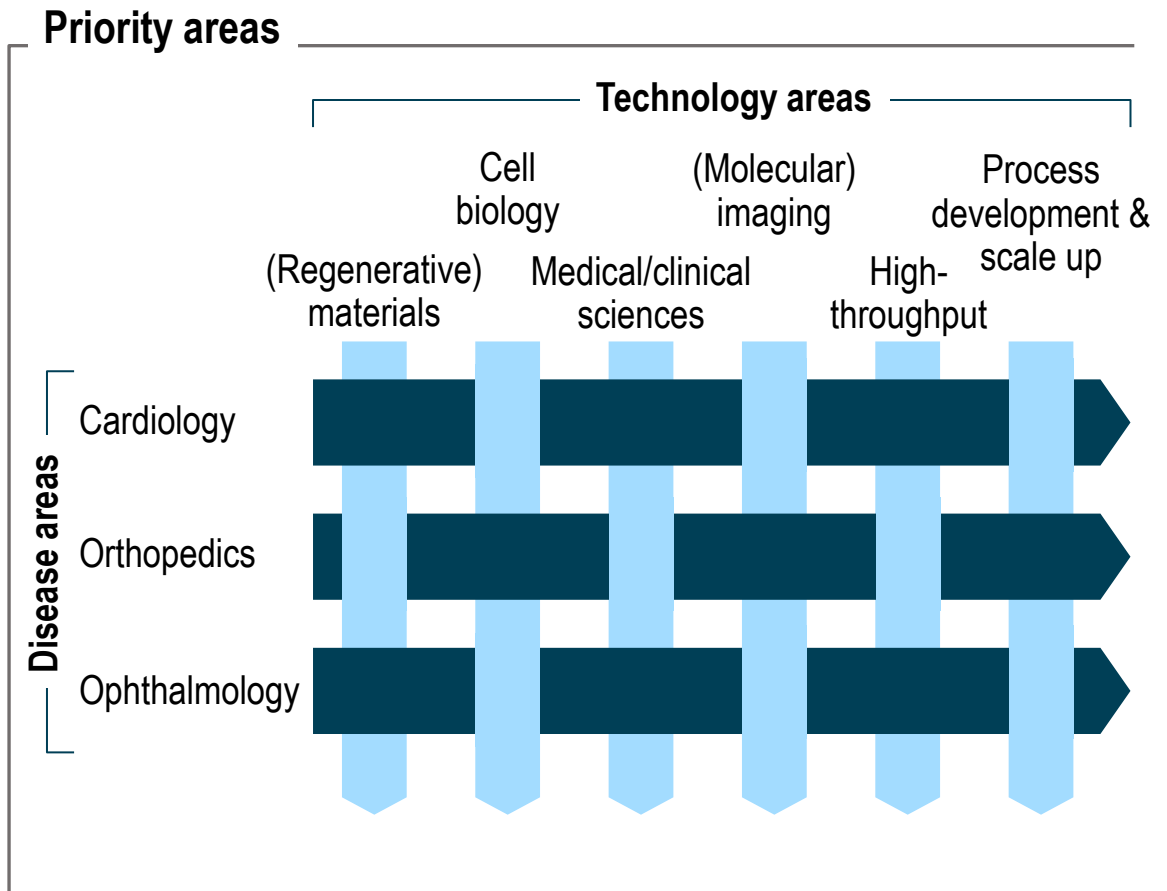 Priority areas
Technology areas
Cell
biology
(Molecular)
imaging
Process
development &
scale up
(Regenerative)
materials
Medical/clinical
sciences
High-
throughput
Disease areas
Cardiology
Orthopedics
Ophthalmology